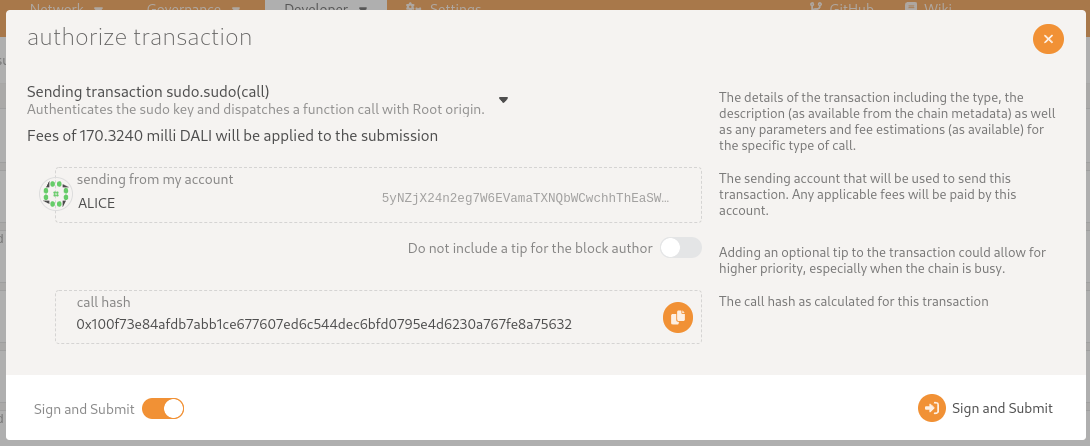 Network
Governance
Developer
Settings
GitHub
Wiki
authorize transaction
Sending transaction sudo.sudo(call)
Authenticates the sudo key and dispatches a function call with Root origin.
Fees of 170.3240 milli DALI will be applied to the submission
The details of the transaction including the type, the
description (as available from the chain metadata) as well
as any parameters and fee estimations (as available) for
the specific type of call.
sending from my account
ALICE
5yNZjX24n2eg7W6EVamaTXNQbWCwchhThEaSW…
The sending account that will be used to send this
transaction. Any applicable fees will be paid by this
account.
Do not include a tip for the block author
Adding an optional tip to the transaction could allow for
higher priority, especially when the chain is busy.
call hash
0x100f73e84afdb7abb1ce677607ed6c544dec6bfd0795e4d6230a767fe8a75632
The call hash as calculated for this transaction
Sign and Submit
Sign and Submit